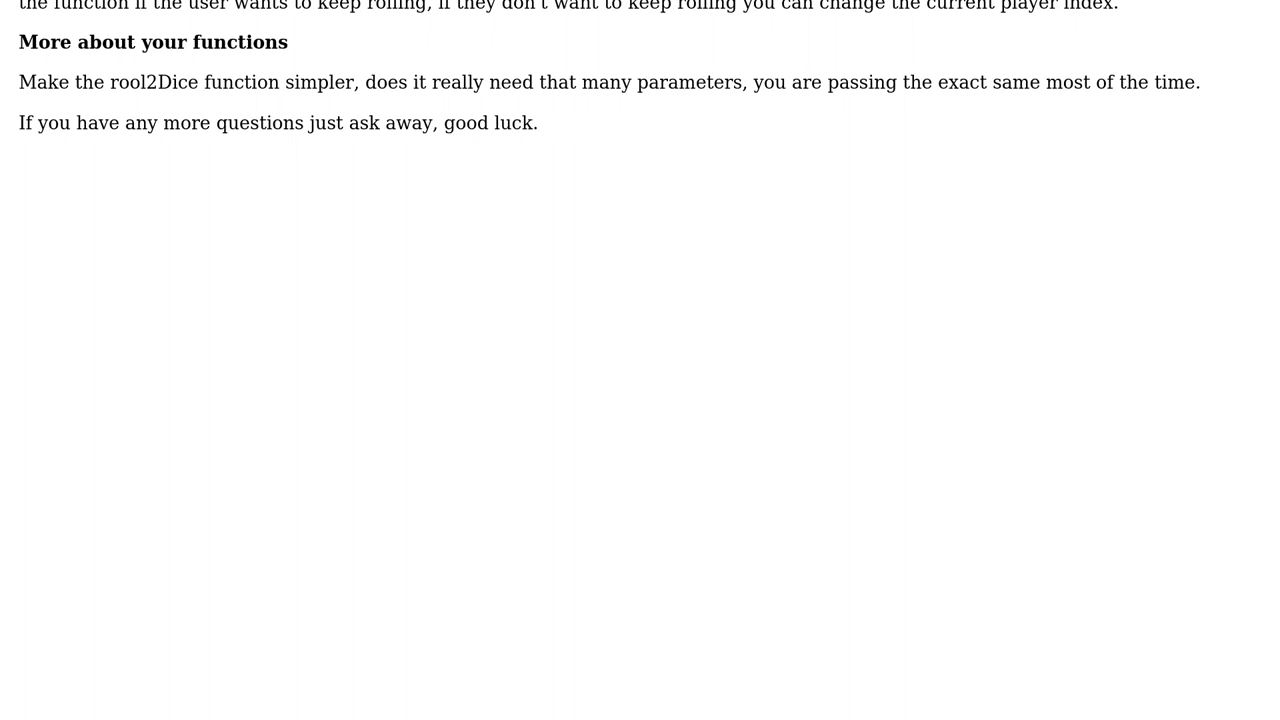 the function if the user wants to keep rolling, if they don't want to keep rolling you can change the current player index.
More about your functions
Make the rool2Dice function simpler, does it really need that many parameters, you are passing the exact same most of the time.
If you have any more questions just ask away, good luck.